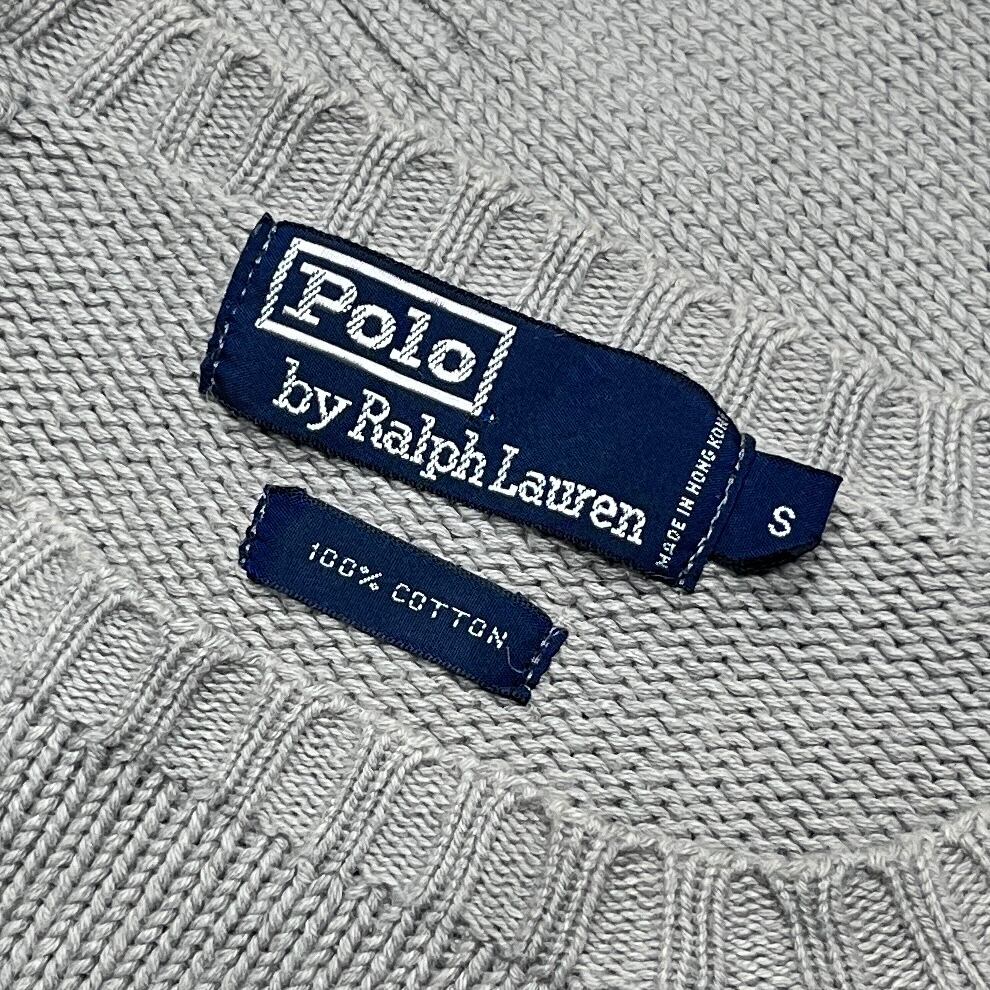 Polo
by Ralph Lauren
MADE IN HONG KONG
S
100% COTTON